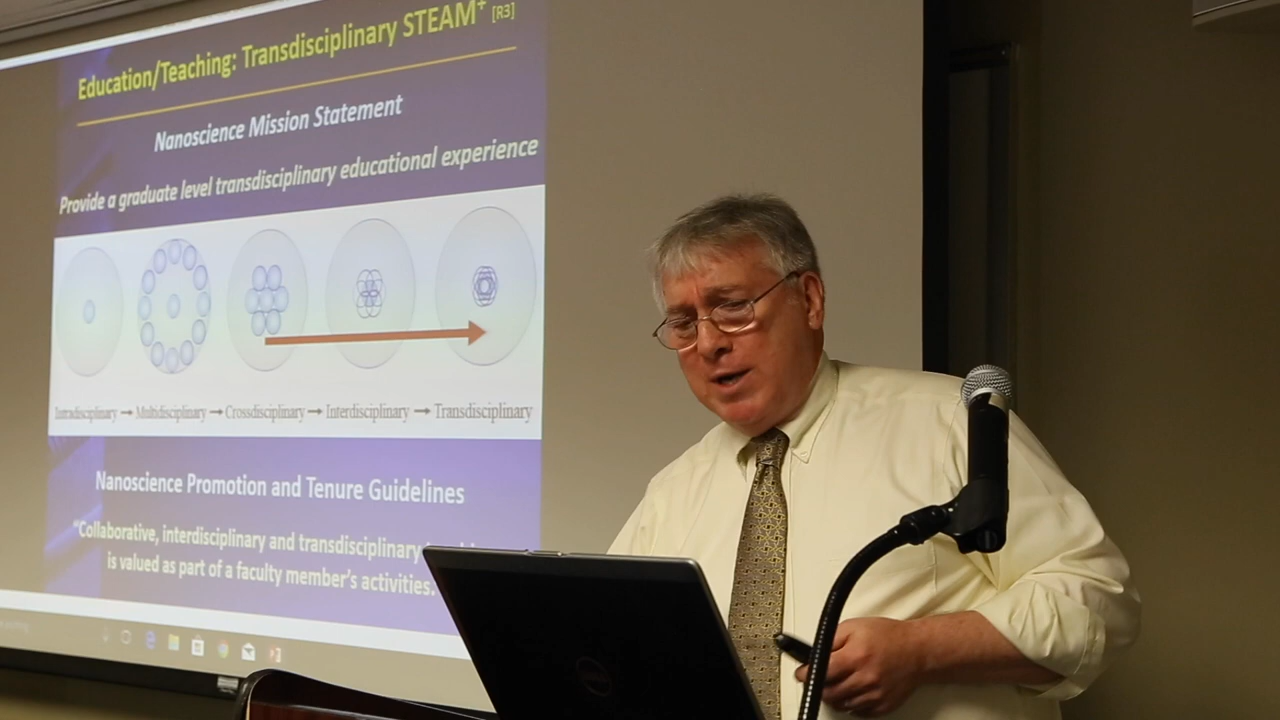 Education/Teaching: Transdisciplinary STEAM⁺ [R3]
Nanoscience Mission Statement
Provide a graduate level transdisciplinary educational experience
Intradisciplinary → Multidisciplinary → Crossdisciplinary → Interdisciplinary → Transdisciplinary
Nanoscience Promotion and Tenure Guidelines
“Collaborative, interdisciplinary and transdisciplinary
is valued as part of a faculty member’s activities.